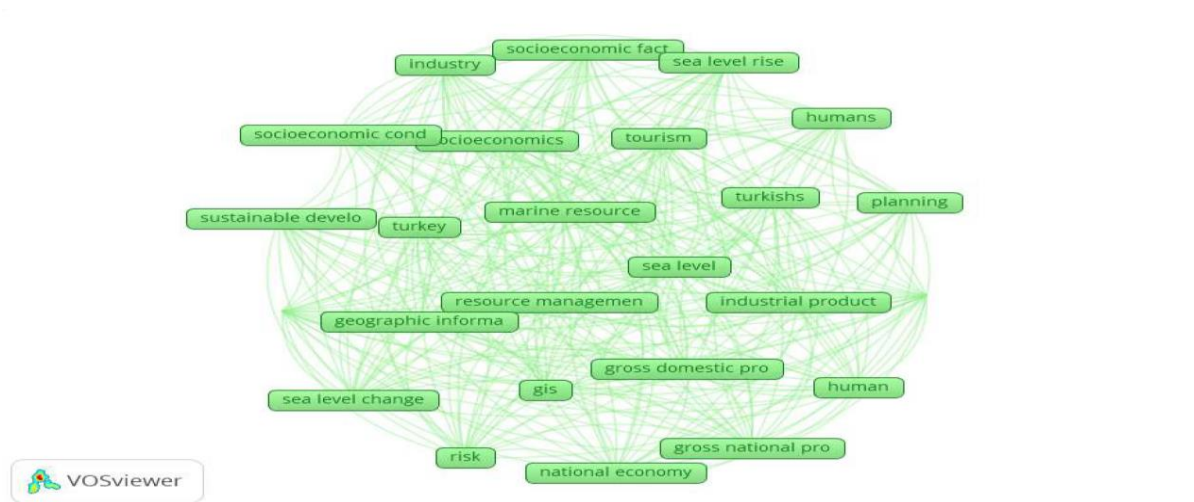 socioeconomic fact
industry
sea level rise
humans
socioeconomic cond
ocioeconomics
tourism
turkishs
planning
marine resource
sustainable develo
turkey
sea level
resource managemen
industrial product
geographic informa
gross domestic pro
human
gis
sea level change
gross national pro
risk
national economy
VOSviewer